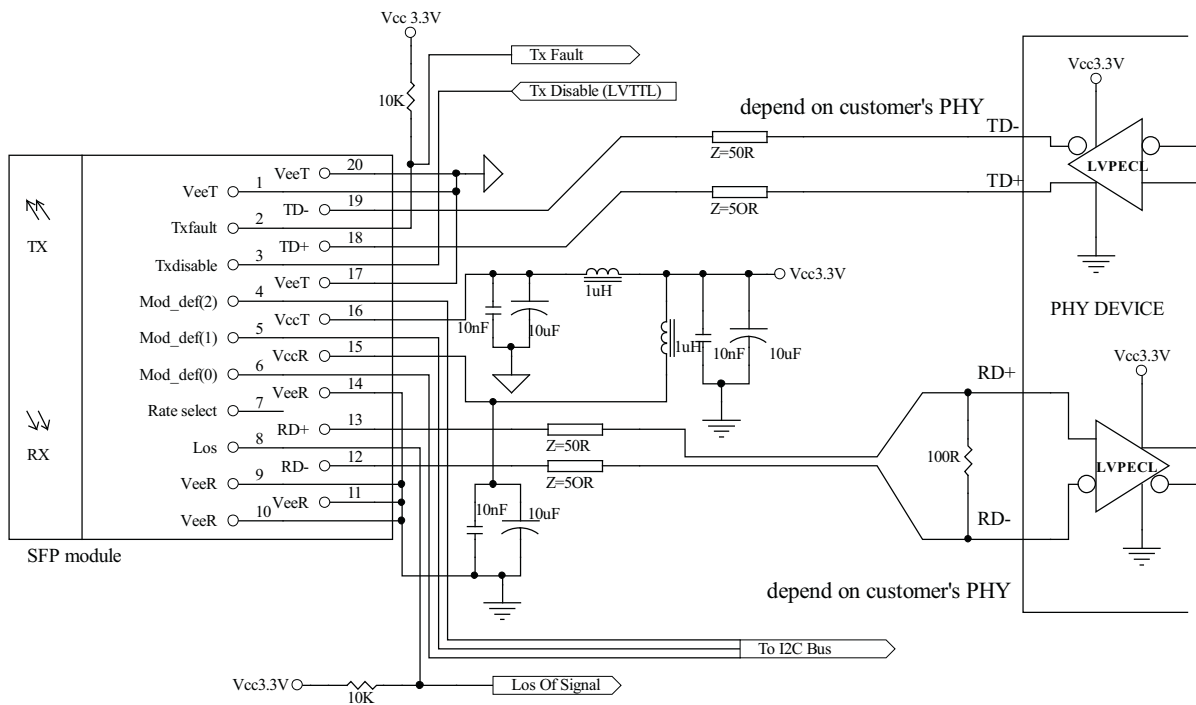 Vcc 3.3V
Tx Fault
10K
Tx Disable (LVTTL)
depend on customer's PHY
Vcc3.3V
TD-
Z=50R
LVPECL
TD+
Z=5OR
TX
VeeT
20
VeeT
1
TD-
19
Txfault
2
TD+
18
Txdisable
3
VeeT
17
Mod_def(2)
4
VccT
16
Mod_def(1)
5
VccR
15
Mod_def(0)
6
VeeR
14
Rate select
7
RD+
13
RX
Los
8
RD-
12
VeeR
9
VeeR
11
VeeR
10
SFP module
1uH
Vcc3.3V
10nF
10uF
1uH
10nF
10uF
PHY DEVICE
Vcc3.3V
RD+
Z=50R
Z=5OR
100R
LVPECL
10nF
10uF
RD-
depend on customer's PHY
To I2C Bus
Vcc3.3V
10K
Los Of Signal